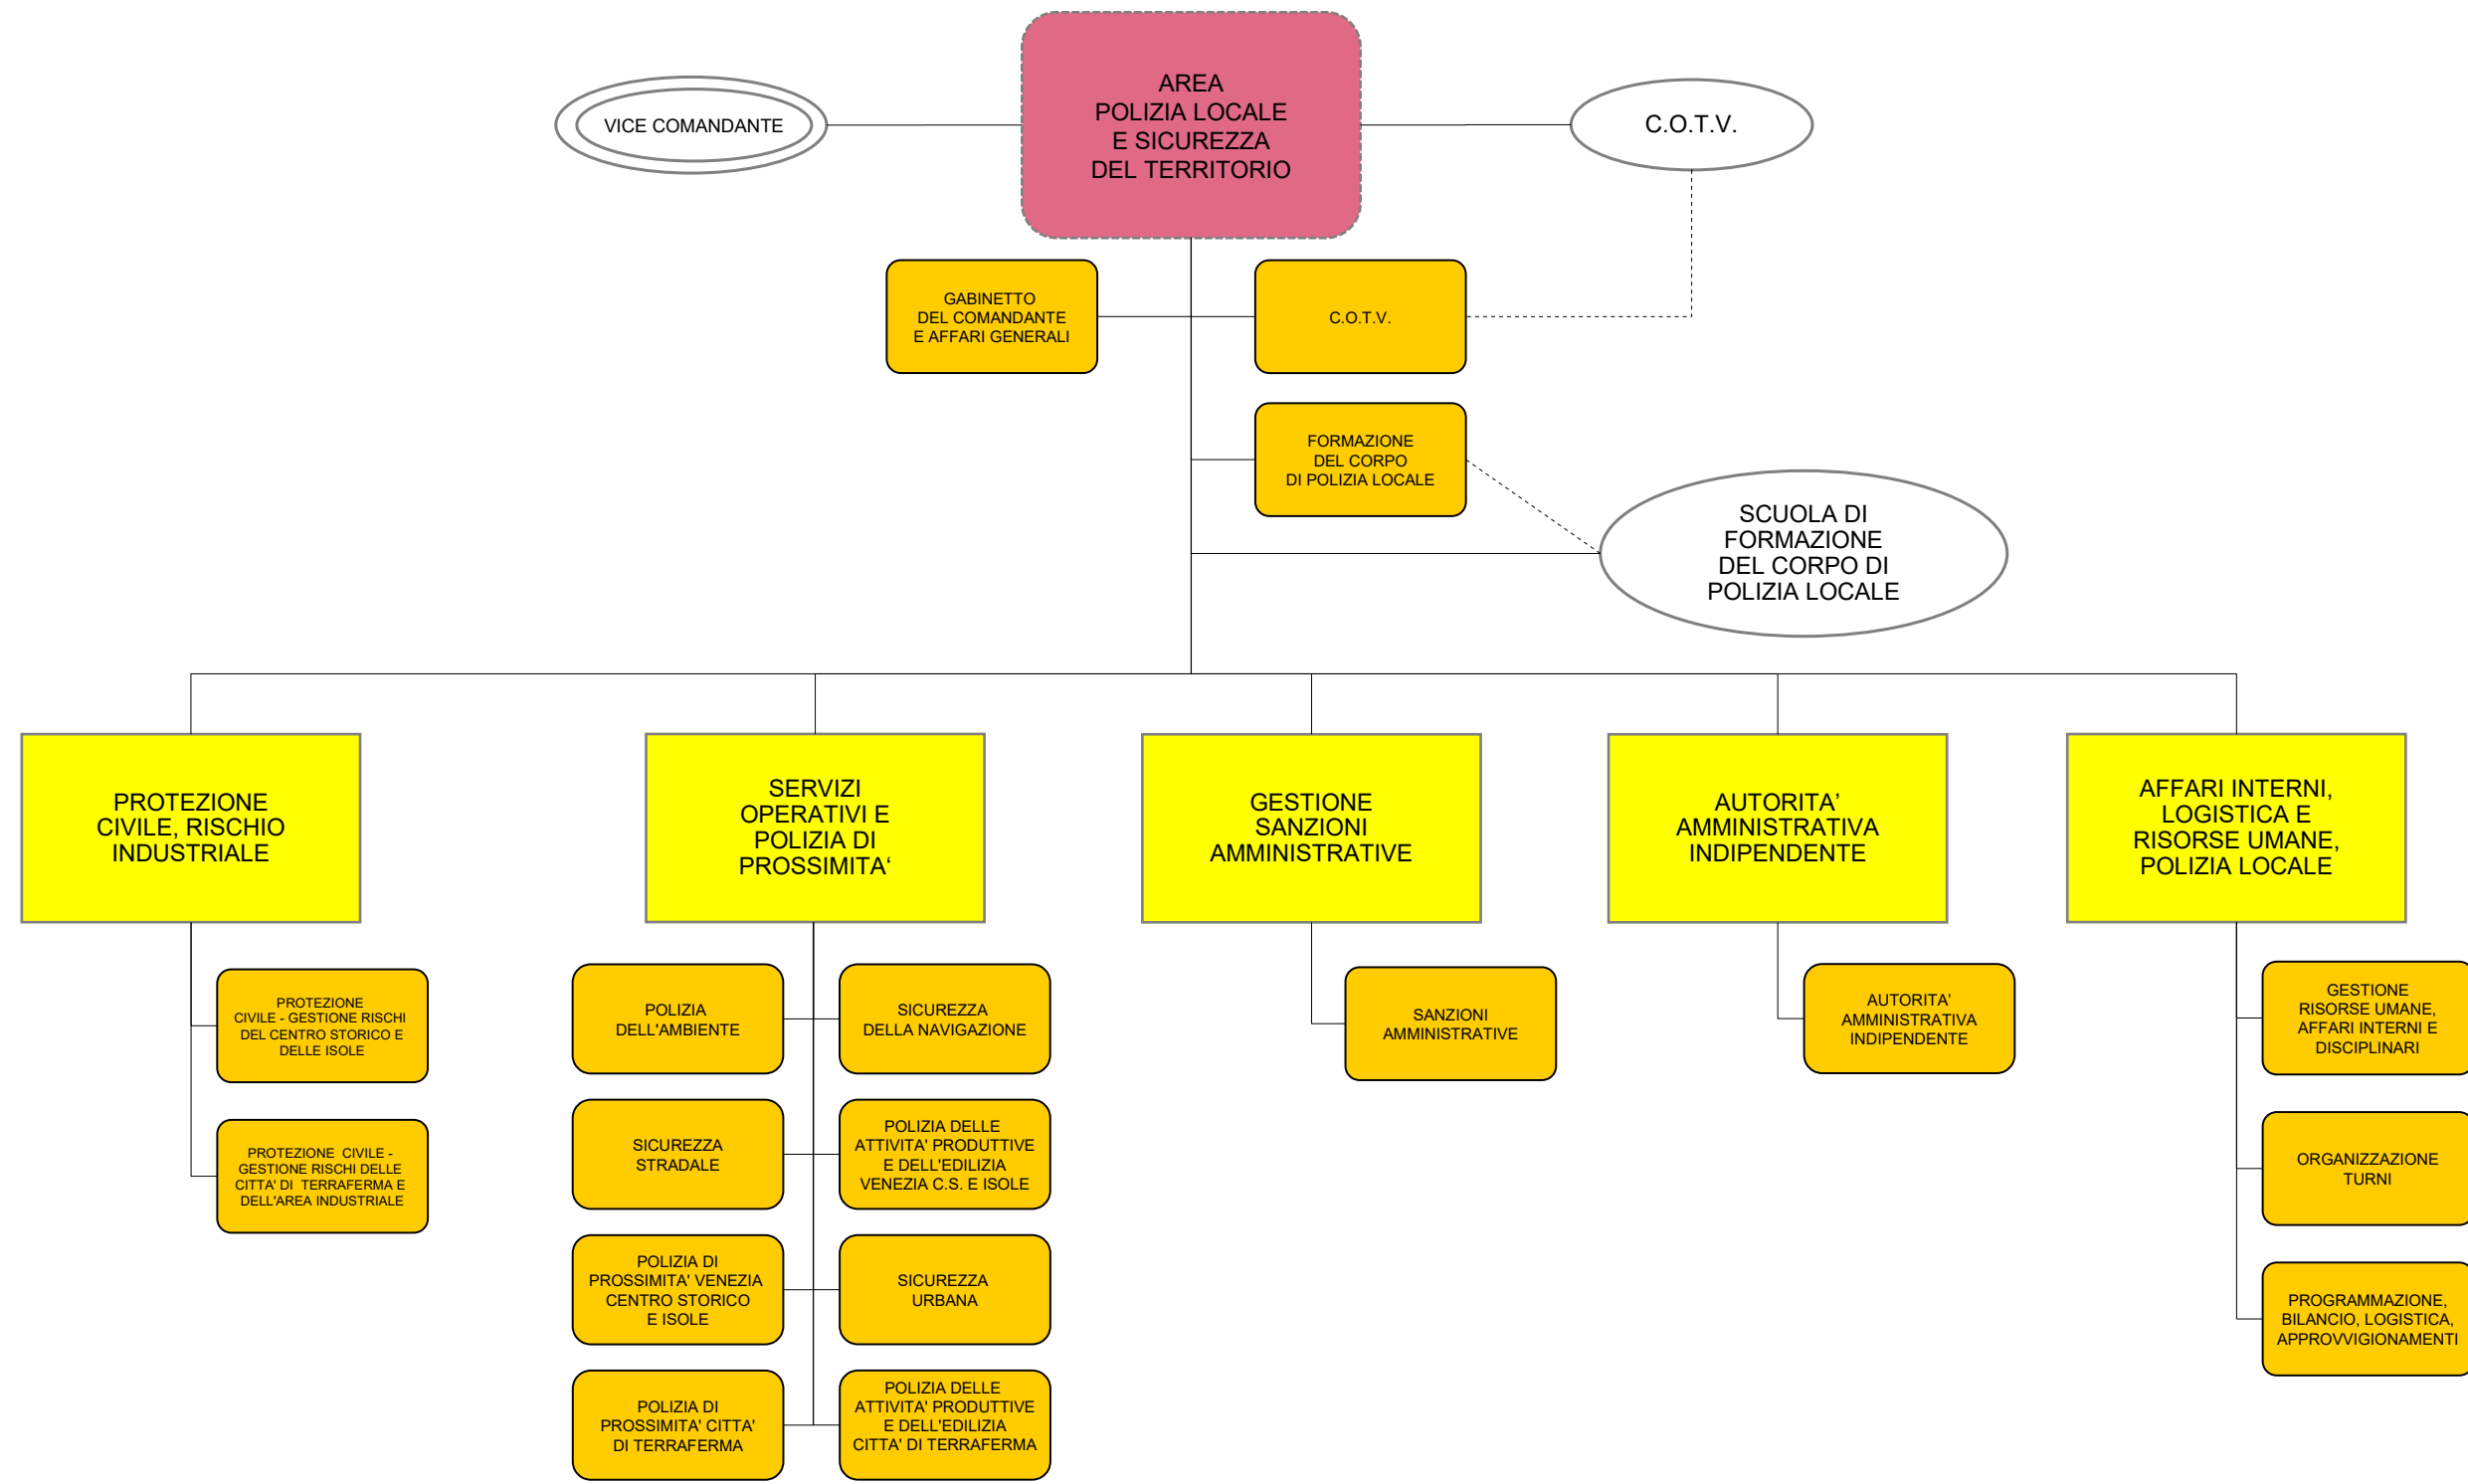 AREA
POLIZIA LOCALE
E SICUREZZA
DEL TERRITORIO
VICE COMANDANTE
C.O.T.V.
GABINETTO
DEL COMANDANTE
E AFFARI GENERALI
C.O.T.V.
FORMAZIONE
DEL CORPO
DI POLIZIA LOCALE
SCUOLA DI
FORMAZIONE
DEL CORPO DI
POLIZIA LOCALE
PROTEZIONE
CIVILE, RISCHIO
INDUSTRIALE
SERVIZI
OPERATIVI E
POLIZIA DI
PROSSIMITA‘
GESTIONE
SANZIONI
AMMINISTRATIVE
AUTORITA’
AMMINISTRATIVA
INDIPENDENTE
AFFARI INTERNI,
LOGISTICA E
RISORSE UMANE,
POLIZIA LOCALE
PROTEZIONE
CIVILE - GESTIONE RISCHI
DEL CENTRO STORICO E
DELLE ISOLE
PROTEZIONE CIVILE -
GESTIONE RISCHI DELLE
CITTA' DI TERRAFERMA E
DELL'AREA INDUSTRIALE
POLIZIA
DELL'AMBIENTE
SICUREZZA
DELLA NAVIGAZIONE
SICUREZZA
STRADALE
POLIZIA DELLE
ATTIVITA' PRODUTTIVE
E DELL'EDILIZIA
VENEZIA C.S. E ISOLE
POLIZIA DI
PROSSIMITA' VENEZIA
CENTRO STORICO
E ISOLE
SICUREZZA
URBANA
POLIZIA DI
PROSSIMITA' CITTA'
DI TERRAFERMA
POLIZIA DELLE
ATTIVITA' PRODUTTIVE
E DELL'EDILIZIA
CITTA' DI TERRAFERMA
SANZIONI
AMMINISTRATIVE
AUTORITA’
AMMINISTRATIVA
INDIPENDENTE
GESTIONE
RISORSE UMANE,
AFFARI INTERNI E
DISCIPLINARI
ORGANIZZAZIONE
TURNI
PROGRAMMAZIONE,
BILANCIO, LOGISTICA,
APPROVVIGIONAMENTI